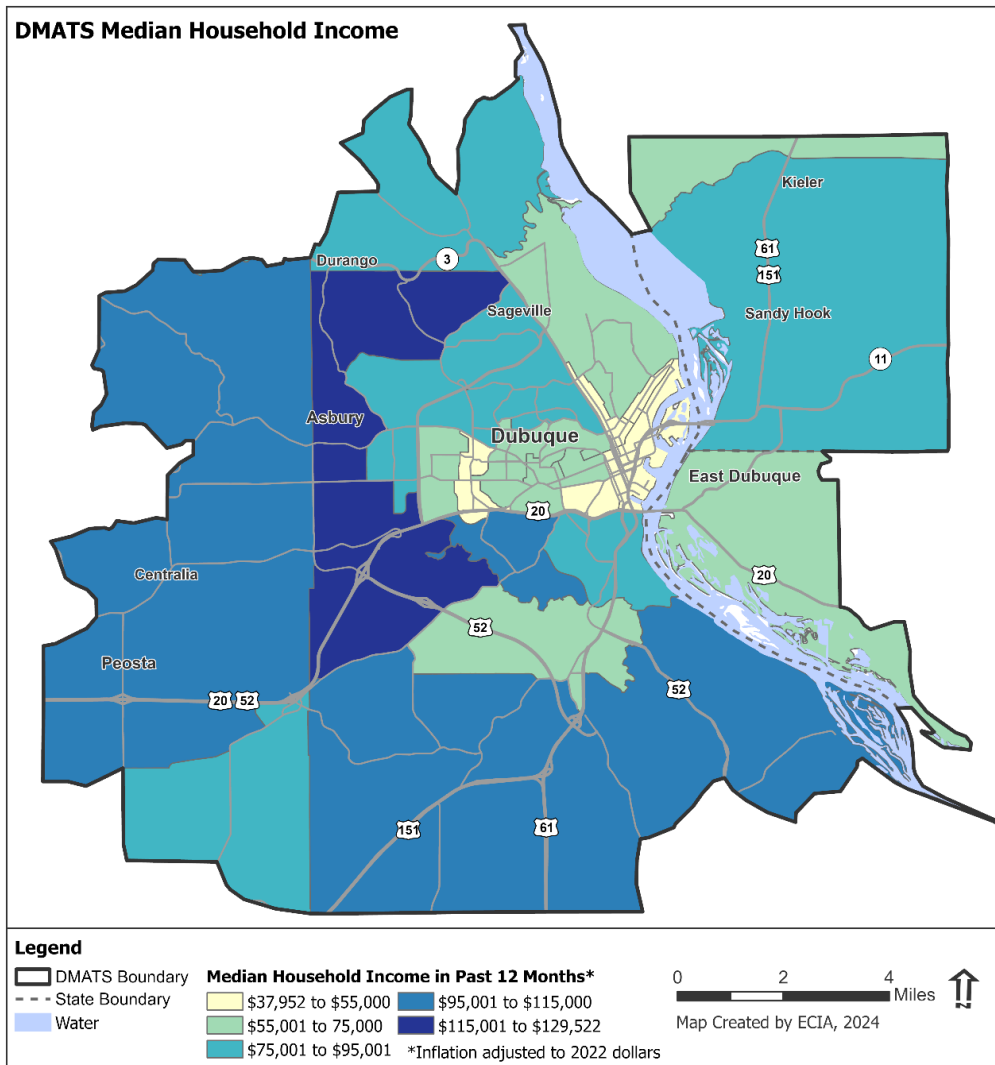 DMATS Median Household Income
Kieler
61
151
Durango
3
Sageville
Sandy Hook
11
Asbury
Dubuque
East Dubuque
20
Centralia
20
52
Peosta
20 52
52
151
61
Legend
DMATS Boundary
State Boundary
Water
Median Household Income in Past 12 Months*
$37,952 to $55,000
$55,001 to $75,000
$75,001 to $95,001
$95,001 to $115,000
$115,001 to $129,522
*Inflation adjusted to 2022 dollars
0 2 4
Miles
Map Created by ECIA, 2024
N